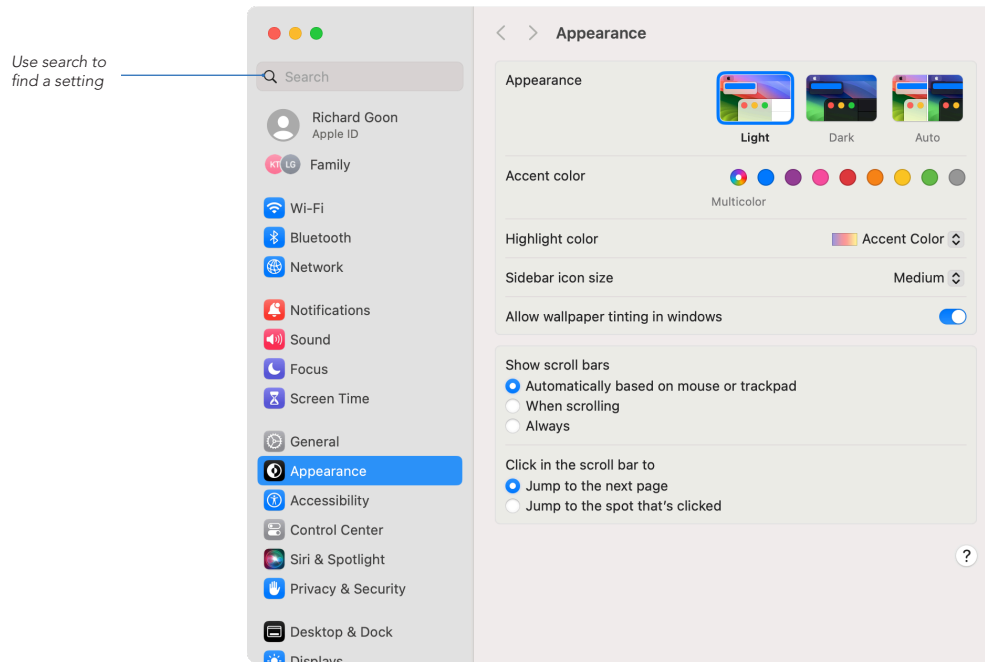 Use search to
find a setting
Search
Richard Goon
Apple ID
KT LG Family
Wi-Fi
Bluetooth
Network
Notifications
Sound
Focus
Screen Time
General
Appearance
Accessibility
Control Center
Siri & Spotlight
Privacy & Security
Desktop & Dock
Displays
Appearance
Appearance
Light Dark Auto
Accent color
Multicolor
Highlight color Accent Color
Sidebar icon size Medium
Allow wallpaper tinting in windows
Show scroll bars
Automatically based on mouse or trackpad
When scrolling
Always
Click in the scroll bar to
Jump to the next page
Jump to the spot that's clicked
?